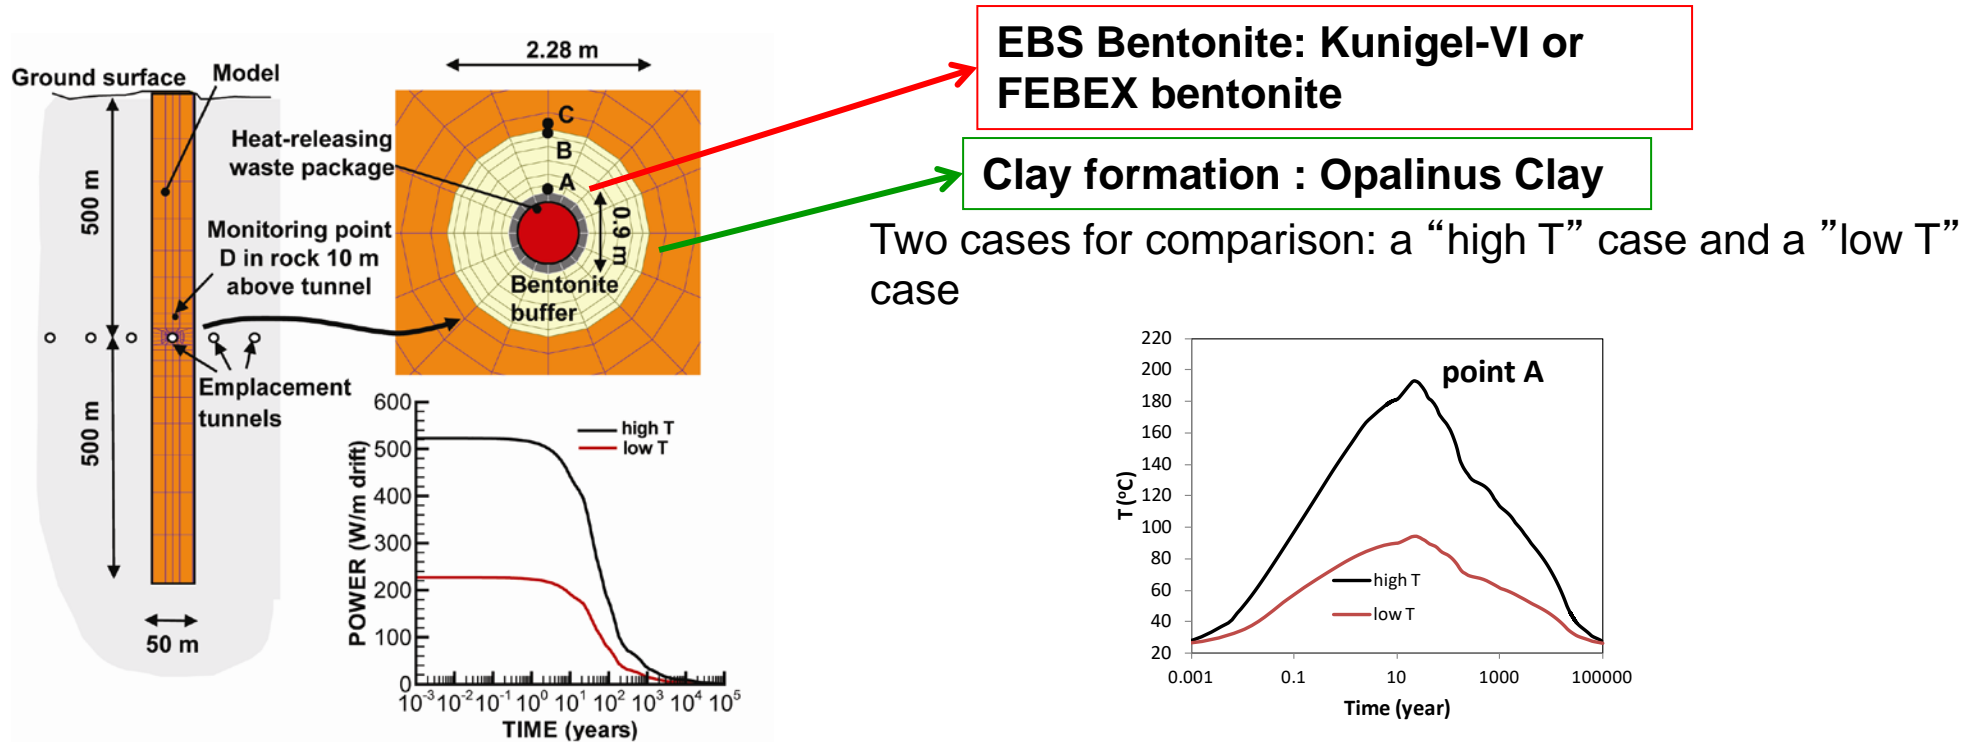 Ground surface
Model
500 m
500 m
50 m
Heat-releasing
waste package
Monitoring point
D in rock 10 m
above tunnel
Emplacement
tunnels
2.28 m
C
B
A
0.9 m
Bentonite
buffer
EBS Bentonite: Kunigel-VI or
FEBEX bentonite
Clay formation : Opalinus Clay
Two cases for comparison: a “high T” case and a ”low T”
case
600
500
400
300
200
100
0
POWER (W/m drift)
high T
low T
10⁻³ 10⁻² 10⁻¹ 10⁰ 10¹ 10² 10³ 10⁴ 10⁵
TIME (years)
220
200
180
160
140
120
100
80
60
40
20
T (°C)
point A
high T
low T
0.001 0.1 10 1000 100000
Time (year)